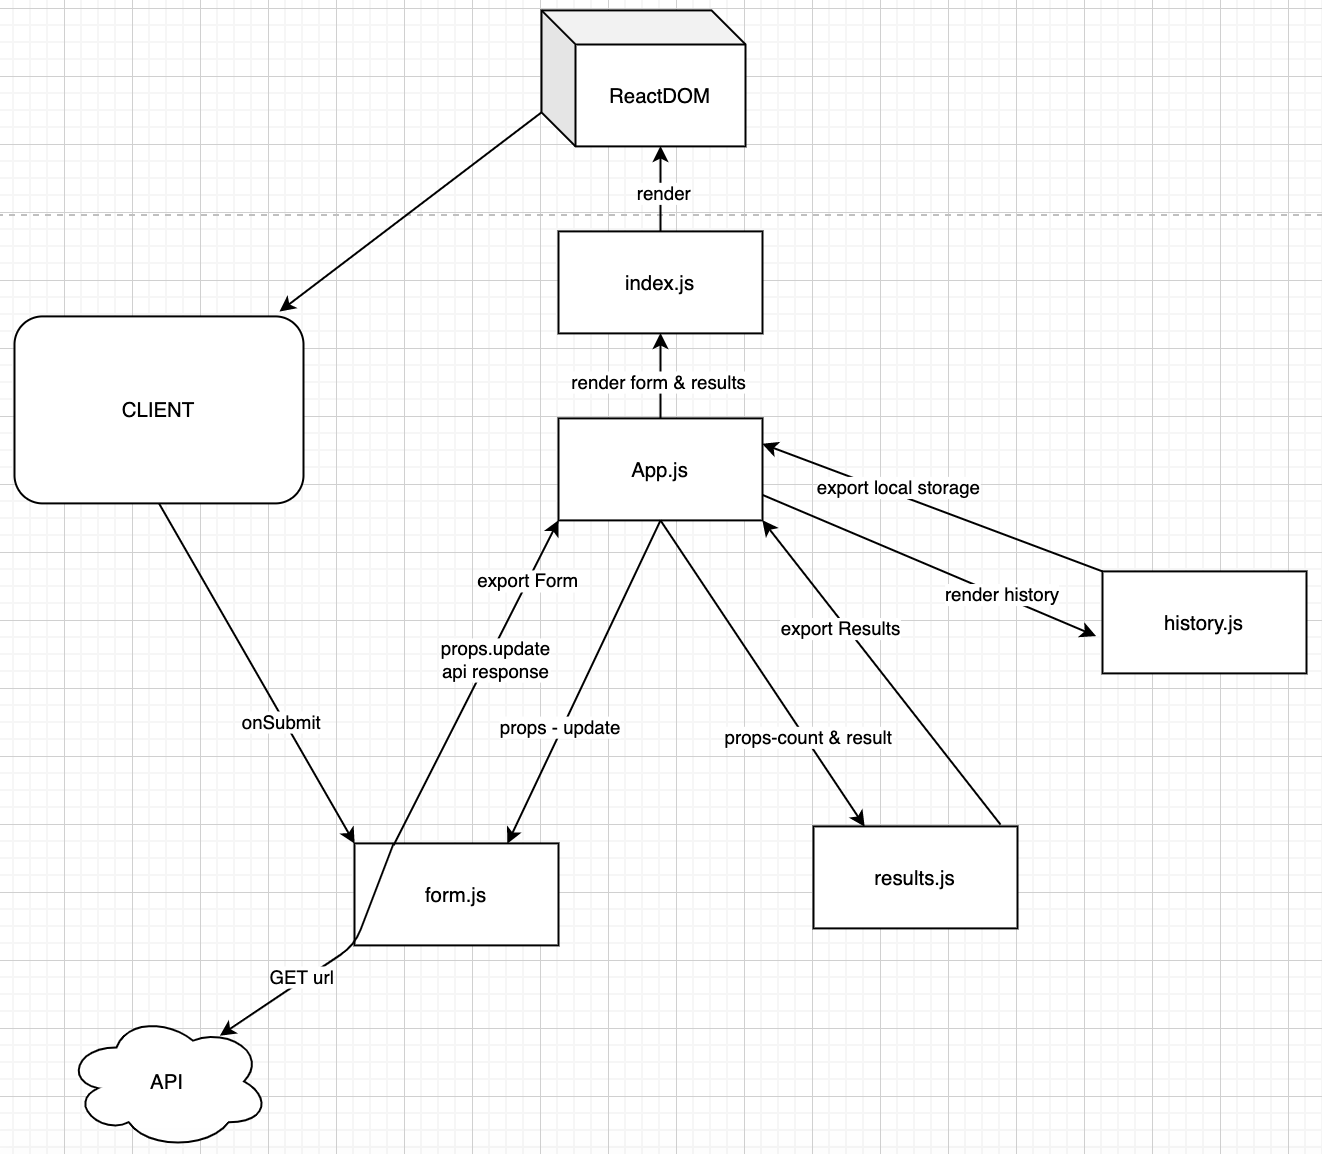 ReactDOM
render
index.js
render form & results
CLIENT
App.js
export local storage
export Form
render history
history.js
export Results
props.update
api response
onSubmit
props - update
props-count & result
form.js
results.js
GET url
API